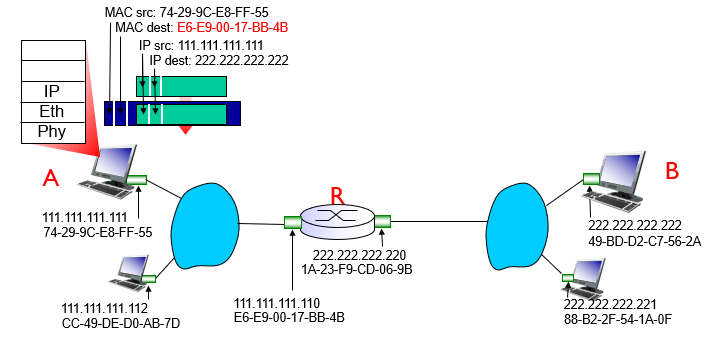 MAC src: 74-29-9C-E8-FF-55
MAC dest: E6-E9-00-17-BB-4B
IP src: 111.111.111.111
IP dest: 222.222.222.222
IP
Eth
Phy
A
R
B
111.111.111.111
74-29-9C-E8-FF-55
222.222.222.222
49-BD-D2-C7-56-2A
222.222.222.220
1A-23-F9-CD-06-9B
111.111.111.112
CC-49-DE-D0-AB-7D
111.111.111.110
E6-E9-00-17-BB-4B
222.222.222.221
88-B2-2F-54-1A-0F